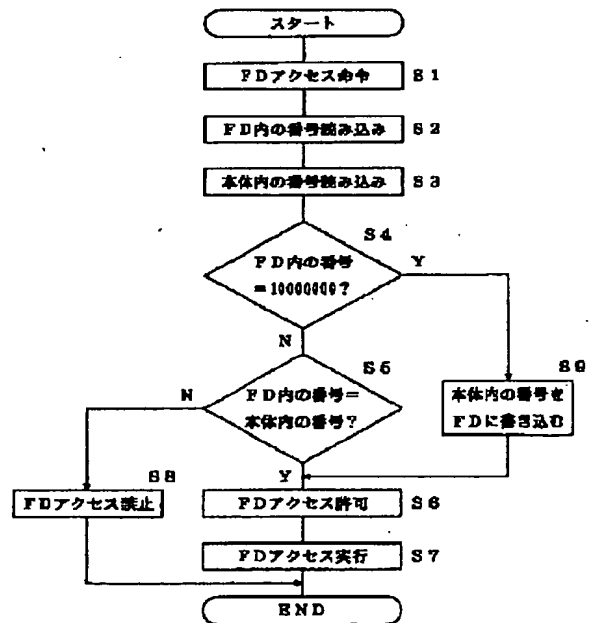 スタート
FDアクセス命令 S1
FD内の番号読み込み S2
本体内の番号読み込み S3
S4
FD内の番号
=10000000?
Y
N
S5
N
FD内の番号=
本体内の番号?
S9
本体内の番号を
FDに書き込む
Y
S8
FDアクセス禁止
FDアクセス許可 S6
FDアクセス実行 S7
END